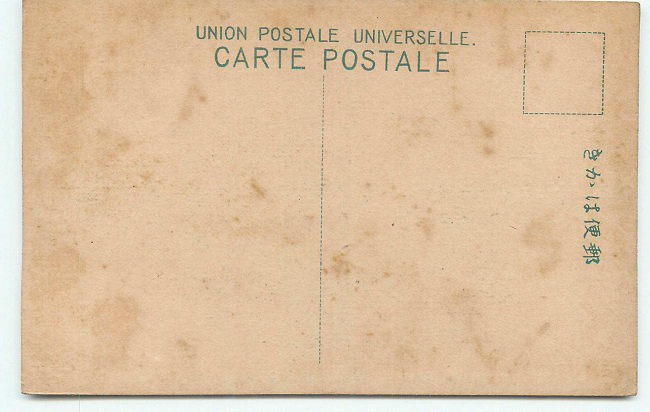 UNION POSTALE UNIVERSELLE.
CARTE POSTALE
郵便はかき